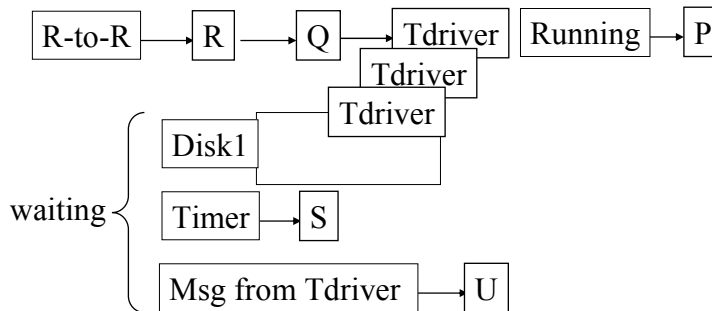 R-to-R R Q Tdriver Running P
Tdriver
Tdriver
Disk1
waiting
Timer S
Msg from Tdriver U